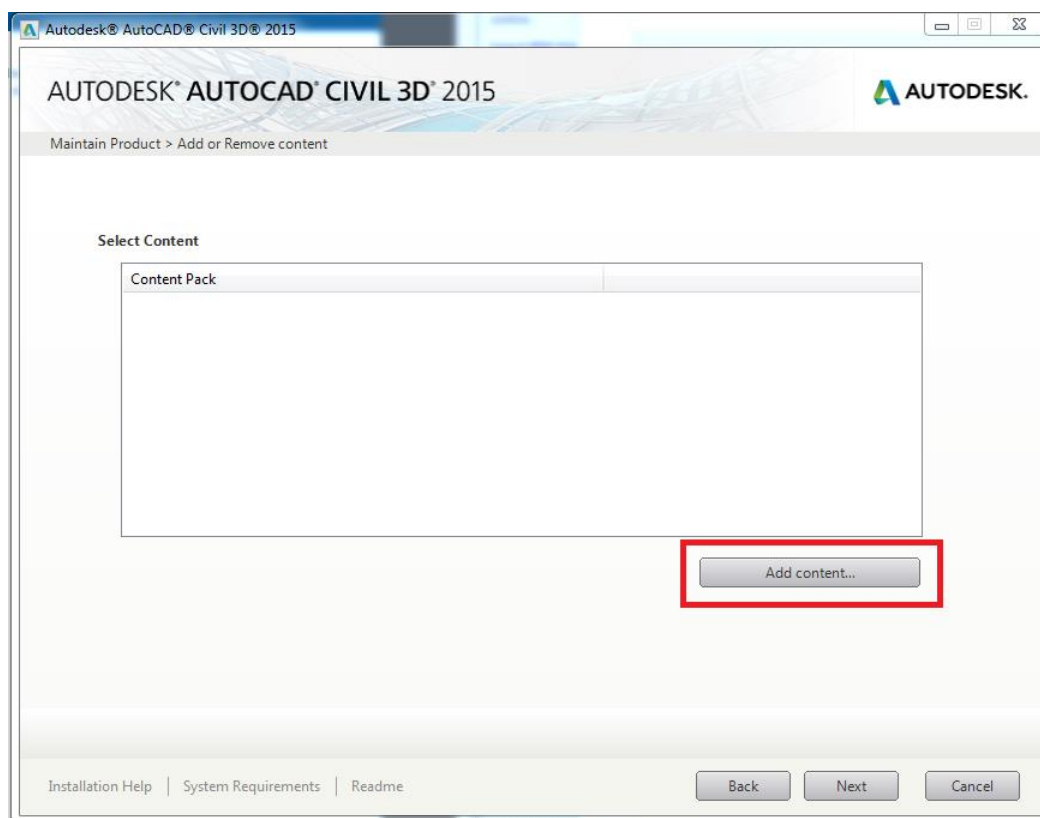 Autodesk® AutoCAD® Civil 3D® 2015
AUTODESK® AUTOCAD® CIVIL 3D® 2015
AUTODESK.
Maintain Product > Add or Remove content
Select Content
Content Pack
Add content...
Installation Help | System Requirements | Readme
Back Next Cancel